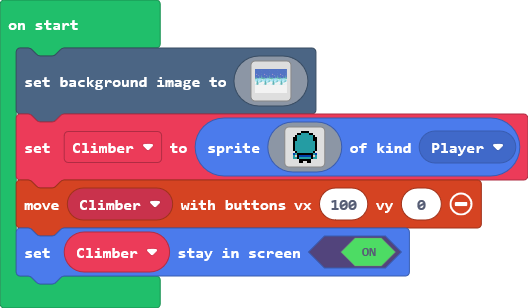 on start
set background image to
set Climber to sprite of kind Player
move Climber with buttons vx 100 vy 0
set Climber stay in screen ON